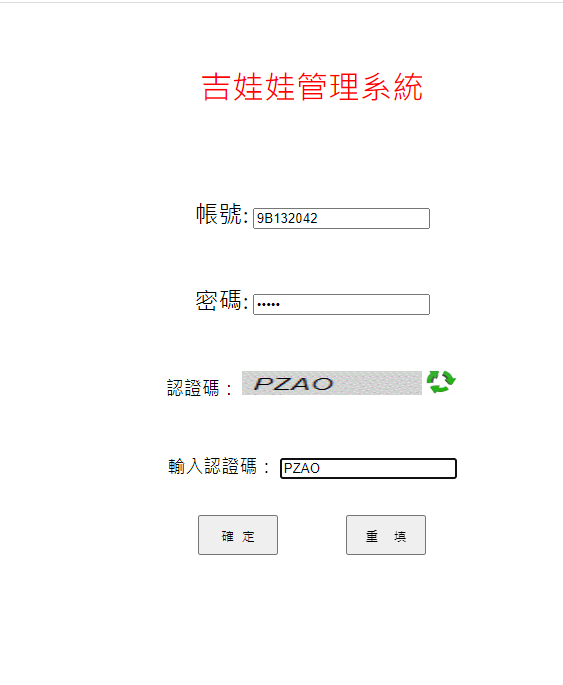 吉娃娃管理系統
帳號: 9B132042
密碼: •••••
認證碼： PZAO
輸入認證碼： PZAO
確 定 重 填